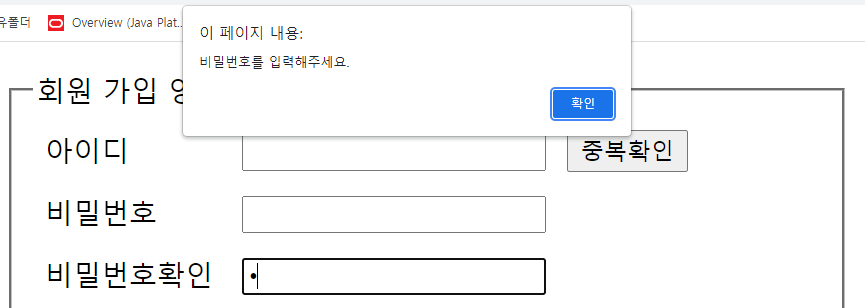 유폴더
Overview (Java Plat...
이 페이지 내용:
비밀번호를 입력해주세요.
확인
회원 가입
아이디
중복확인
비밀번호
비밀번호확인